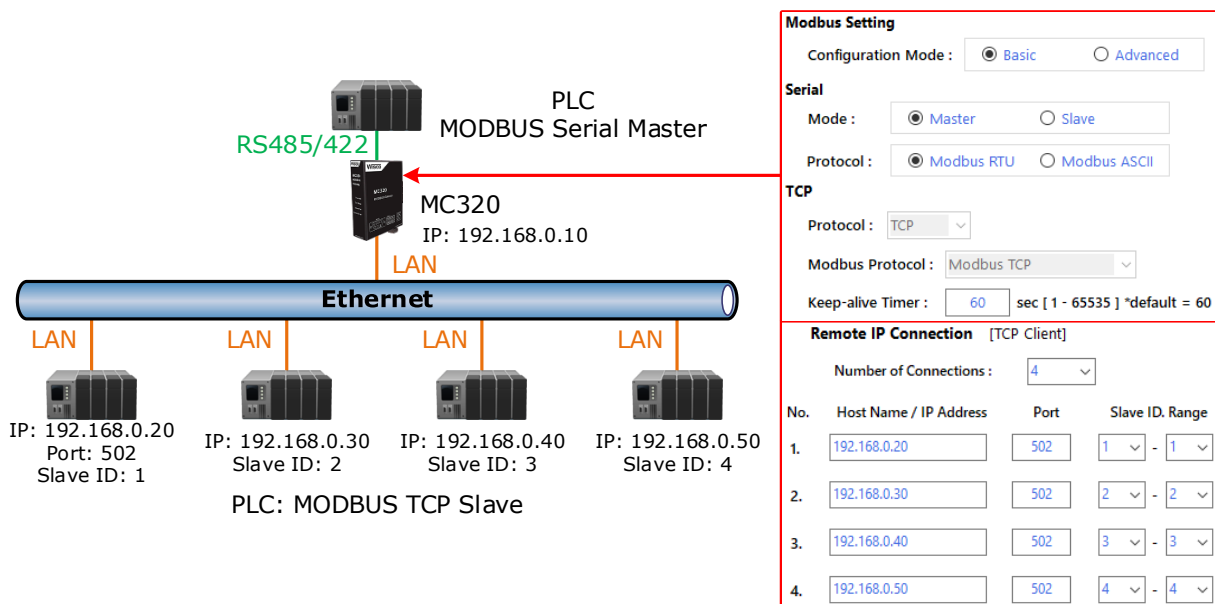 PLC
MODBUS Serial Master
RS485/422
Wisco
MC320
MC320
IP: 192.168.0.10
LAN
Ethernet
LAN LAN LAN LAN
IP: 192.168.0.20
Port: 502
Slave ID: 1
IP: 192.168.0.30
Slave ID: 2
IP: 192.168.0.40
Slave ID: 3
IP: 192.168.0.50
Slave ID: 4
PLC: MODBUS TCP Slave
Modbus Setting
Configuration Mode : Basic Advanced
Serial
Mode : Master Slave
Protocol : Modbus RTU Modbus ASCII
TCP
Protocol : TCP
Modbus Protocol : Modbus TCP
Keep-alive Timer : 60 sec [ 1 - 65535 ] *default = 60
Remote IP Connection [TCP Client]
Number of Connections : 4
No. Host Name / IP Address Port Slave ID. Range
1. 192.168.0.20 502 1 - 1
2. 192.168.0.30 502 2 - 2
3. 192.168.0.40 502 3 - 3
4. 192.168.0.50 502 4 - 4